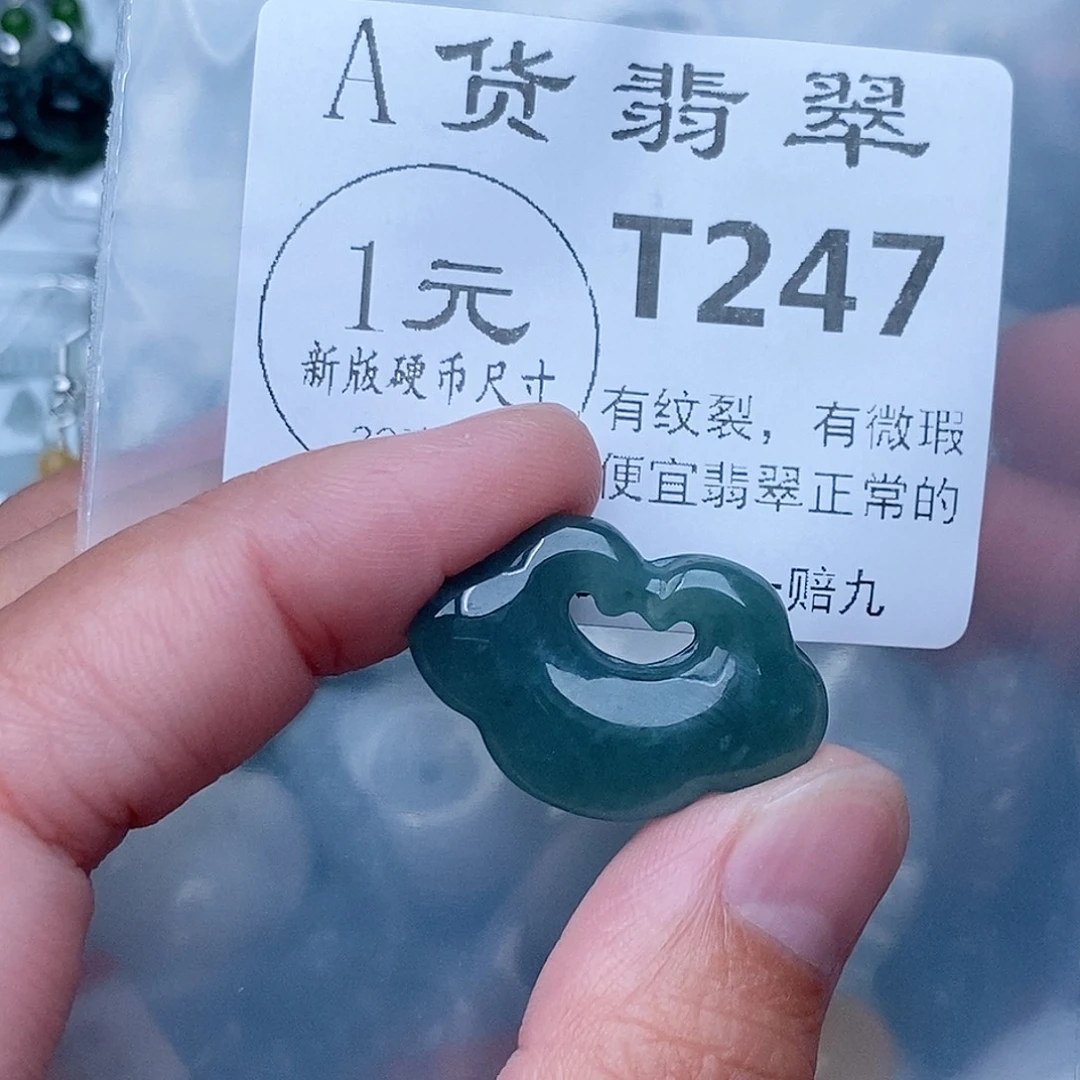 A货翡翠
1元
新版硬币尺寸
T247
有纹裂，有微瑕
便宜翡翠正常的
赔九